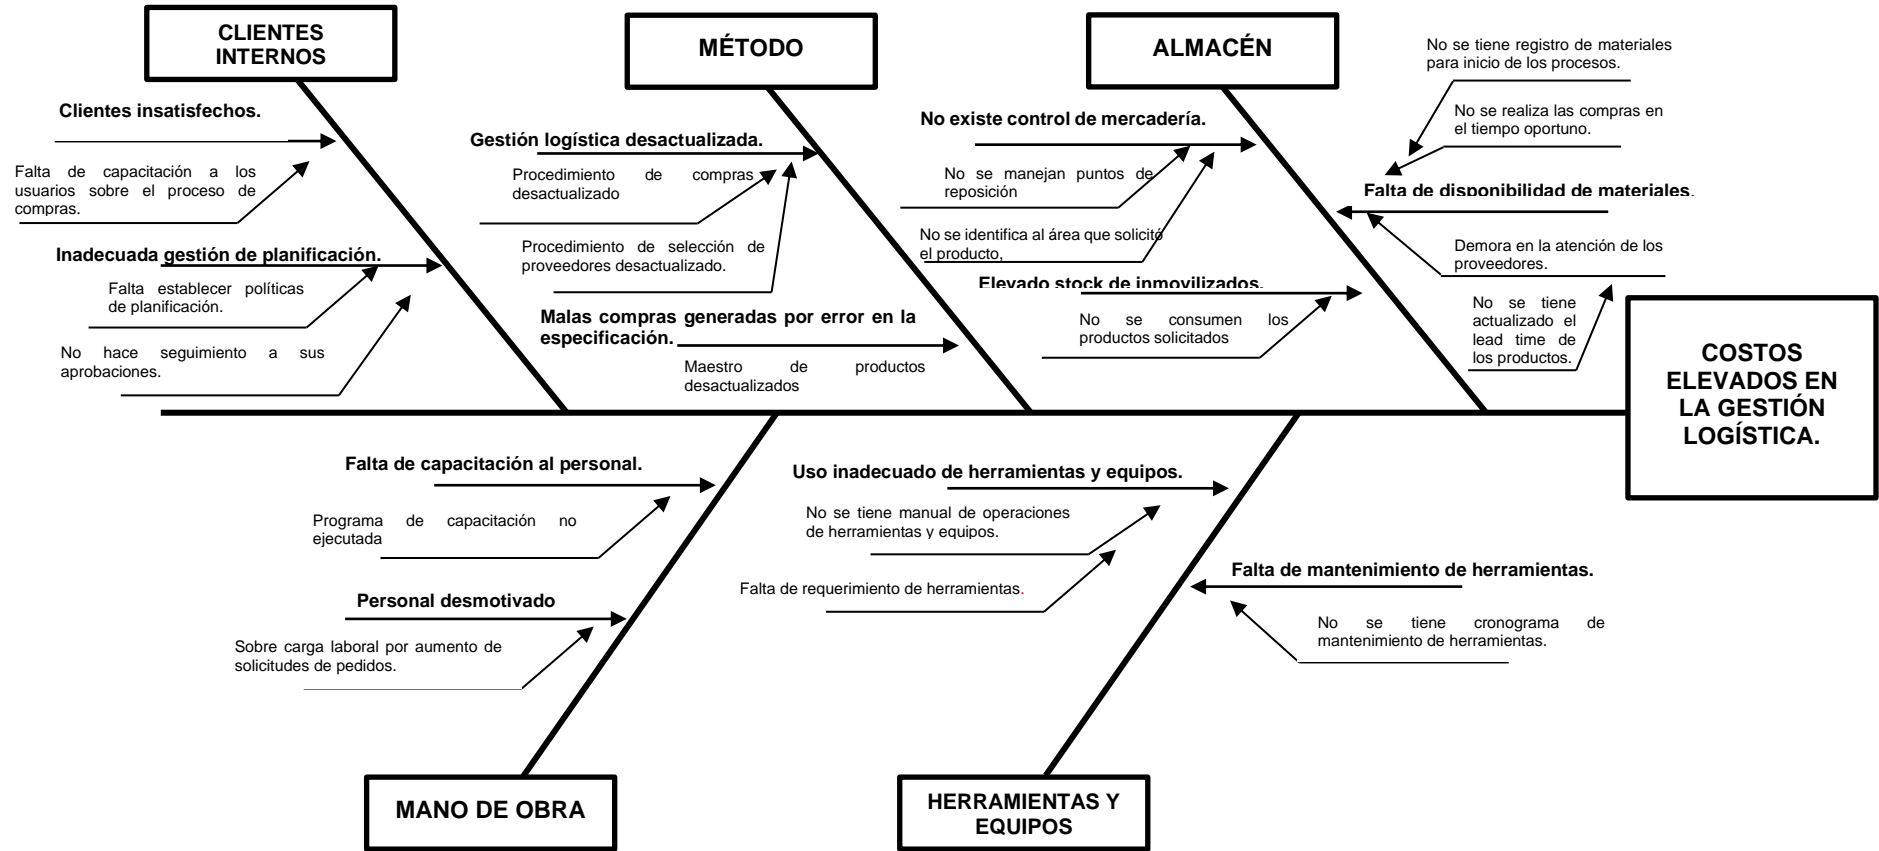 CLIENTES
INTERNOS
MÉTODO
ALMACÉN
Clientes insatisfechos.
Falta de capacitación a los
usuarios sobre el proceso de
compras.
Inadecuada gestión de planificación.
Falta establecer políticas
de planificación.
No hace seguimiento a sus
aprobaciones.
Gestión logística desactualizada.
Procedimiento de compras
desactualizado
Procedimiento de selección de
proveedores desactualizado.
Malas compras generadas por error en la
especificación.
Maestro de productos
desactualizados
No existe control de mercadería.
No se manejan puntos de
reposición
No se identifica al área que solicitó
el producto,
Elevado stock de inmovilizados.
No se consumen los
productos solicitados
No se tiene registro de materiales
para inicio de los procesos.
No se realiza las compras en
el tiempo oportuno.
Falta de disponibilidad de materiales.
Demora en la atención de los
proveedores.
No se tiene
actualizado el
lead time de
los productos.
COSTOS
ELEVADOS EN
LA GESTIÓN
LOGÍSTICA.
Falta de capacitación al personal.
Programa de capacitación no
ejecutada
Personal desmotivado
Sobre carga laboral por aumento de
solicitudes de pedidos.
Uso inadecuado de herramientas y equipos.
No se tiene manual de operaciones
de herramientas y equipos.
Falta de requerimiento de herramientas.
Falta de mantenimiento de herramientas.
No se tiene cronograma de
mantenimiento de herramientas.
MANO DE OBRA
HERRAMIENTAS Y
EQUIPOS